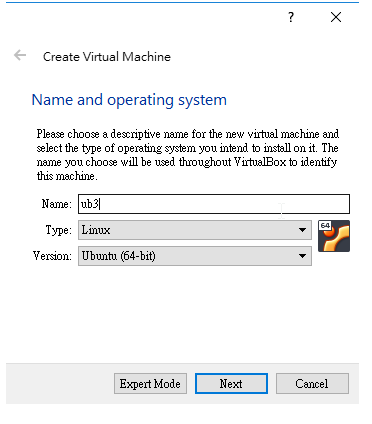 ?
Create Virtual Machine
Name and operating system
Please choose a descriptive name for the new virtual machine and
select the type of operating system you intend to install on it. The
name you choose will be used throughout VirtualBox to identify
this machine.
Name: ub3
Type: Linux
64
Version: Ubuntu (64-bit)
Expert Mode Next Cancel